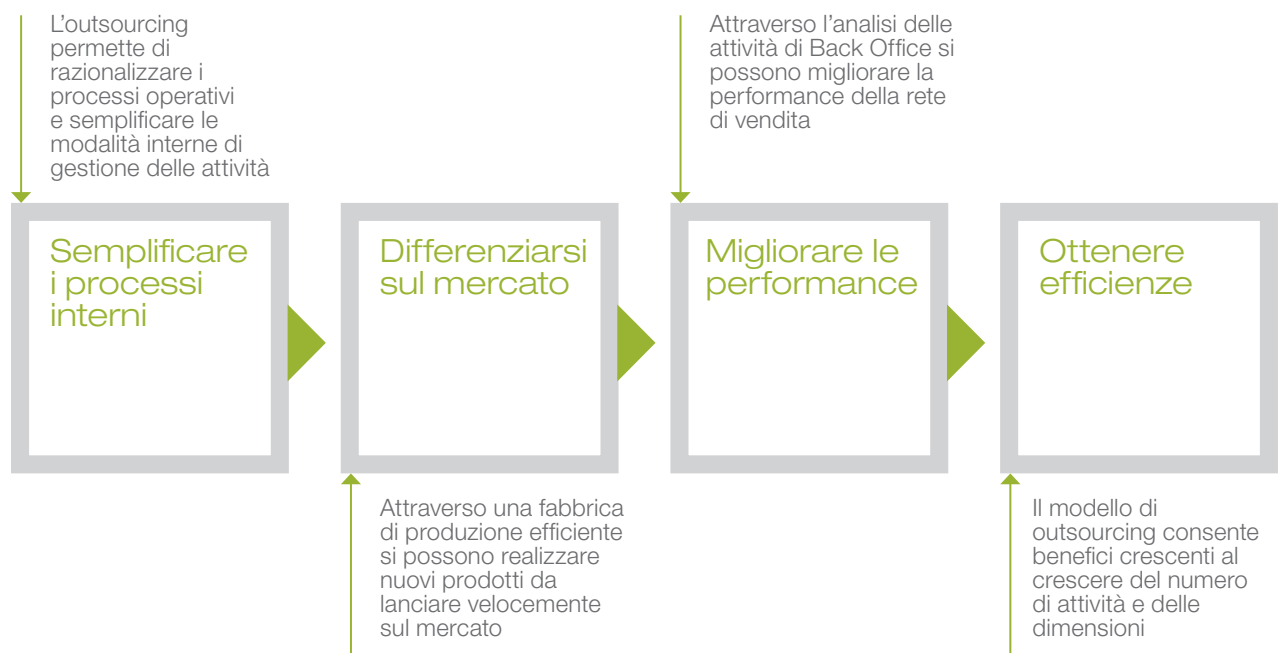 L'outsourcing
permette di
razionalizzare i
processi operativi
e semplificare le
modalità interne di
gestione delle attività
Attraverso l'analisi delle
attività di Back Office si
possono migliorare la
performance della rete
di vendita
Semplificare
i processi
interni
Differenziarsi
sul mercato
Migliorare le
performance
Ottenere
efficienze
Attraverso una fabbrica
di produzione efficiente
si possono realizzare
nuovi prodotti da
lanciare velocemente
sul mercato
Il modello di
outsourcing consente
benefici crescenti al
crescere del numero
di attività e delle
dimensioni